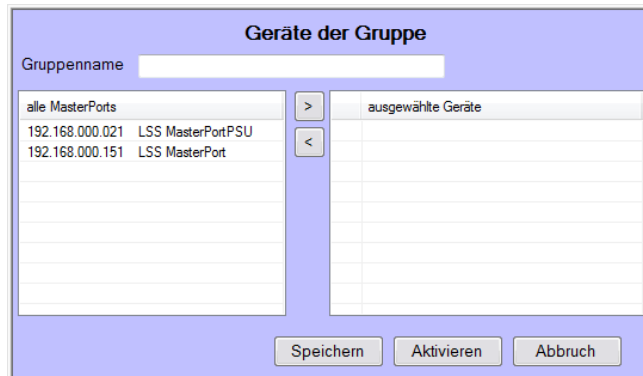 Geräte der Gruppe
Gruppenname
alle MasterPorts
192.168.000.021 LSS MasterPortPSU
192.168.000.151 LSS MasterPort
>
<
ausgewählte Geräte
Speichern Aktivieren Abbruch